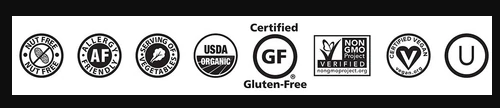 NUT FREE
NUT FREE
ALLERGY
AF
FRIENDLY
SERVING OF
VEGETABLES
USDA
ORGANIC
Certified
GF
®
Gluten-Free
NON
GMO
Project
VERIFIED
nongmoproject.org
CERTIFIED VEGAN
V
vegan.org
U